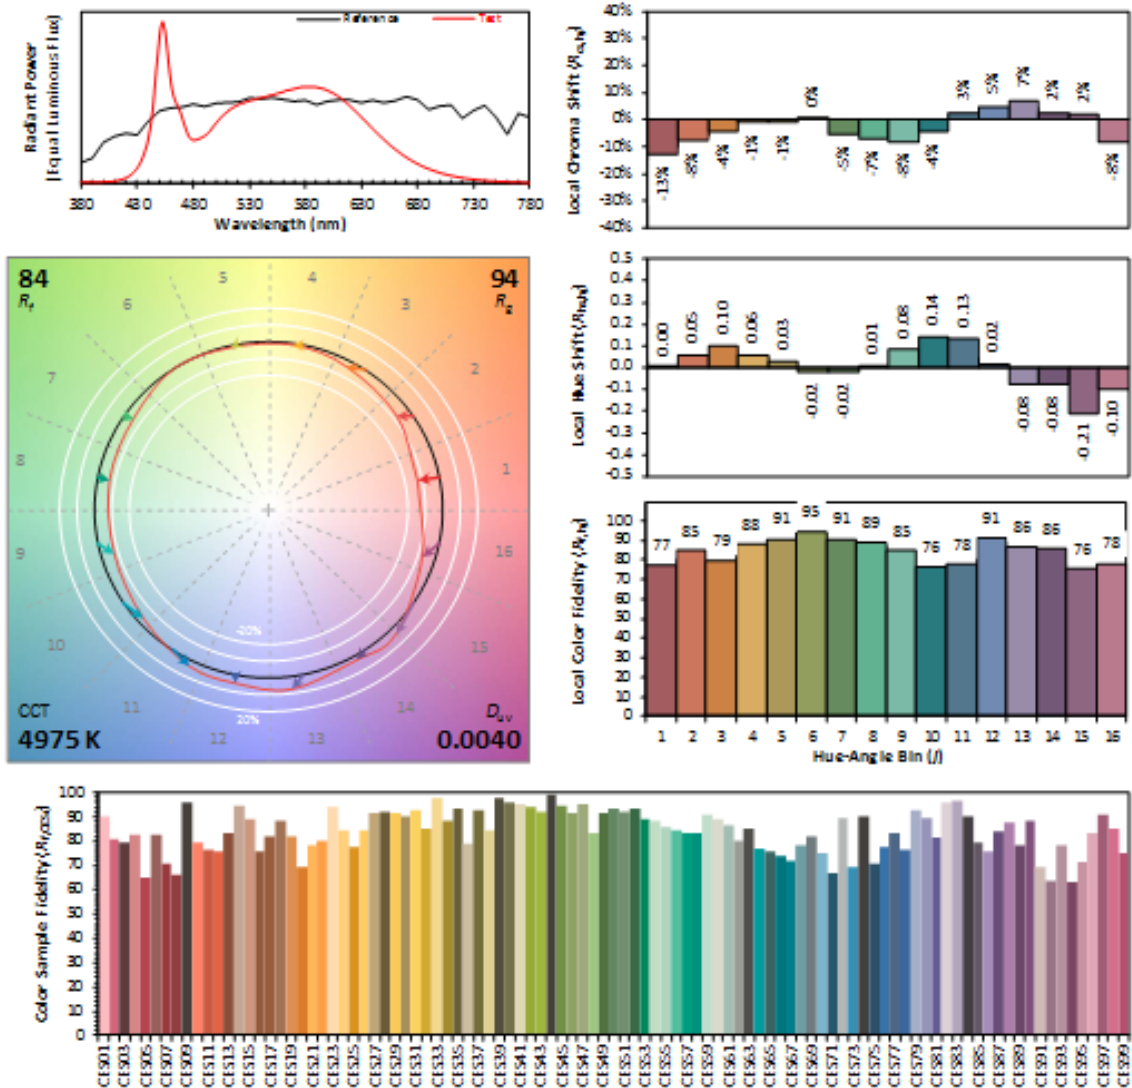 Reference
Test
Radiant Power
(Equal Luminous Flux)
380 430 480 530 580 630 680 730 780
Wavelength (nm)
Local Chroma Shift (Rcs,hj)
40%
30%
20%
10%
0%
-10%
-20%
-30%
-40%
-13% -8% -4% -1% -1% 0% -5% -7% -8% -4% 3% 5% 7% 2% 2% -8%
84
Rf
94
Rg
5 4
6 3
7 2
8 1
9 16
10 15
11 14
12 13
-20%
20%
CCT
4975 K
Duv
0.0040
Local Hue Shift (Rhs,hj)
0.5
0.4
0.3
0.2
0.1
0.0
-0.1
-0.2
-0.3
-0.4
-0.5
0.00 0.05 0.10 0.06 0.03 -0.02 -0.02 0.01 0.08 0.14 0.13 0.02 -0.08 -0.08 -0.21 -0.10
Local Color Fidelity (Rf,hj)
100
90
80
70
60
50
40
30
20
10
0
77 85 79 88 91 95 91 89 85 76 78 91 86 86 76 78
1 2 3 4 5 6 7 8 9 10 11 12 13 14 15 16
Hue-Angle Bin (j)
Color Sample Fidelity (Rf,CESi)
100
90
80
70
60
50
40
30
20
10
0
CES01 CES03 CES05 CES07 CES09 CES11 CES13 CES15 CES17 CES19 CES21 CES23 CES25 CES27 CES29 CES31 CES33 CES35 CES37 CES39 CES41 CES43 CES45 CES47 CES49 CES51 CES53 CES55 CES57 CES59 CES61 CES63 CES65 CES67 CES69 CES71 CES73 CES75 CES77 CES79 CES81 CES83 CES85 CES87 CES89 CES91 CES93 CES95 CES97 CES99